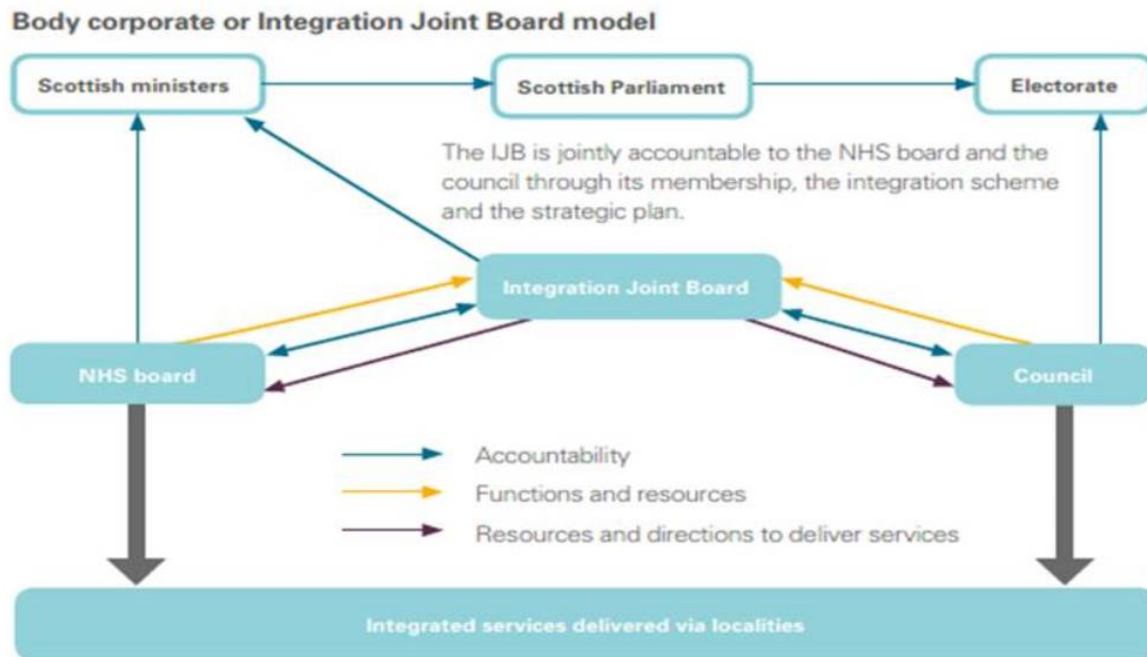 Body corporate or Integration Joint Board model
Scottish ministers
Scottish Parliament
Electorate
The IJB is jointly accountable to the NHS board and the
council through its membership, the integration scheme
and the strategic plan.
Integration Joint Board
NHS board
Council
Accountability
Functions and resources
Resources and directions to deliver services
Integrated services delivered via localities